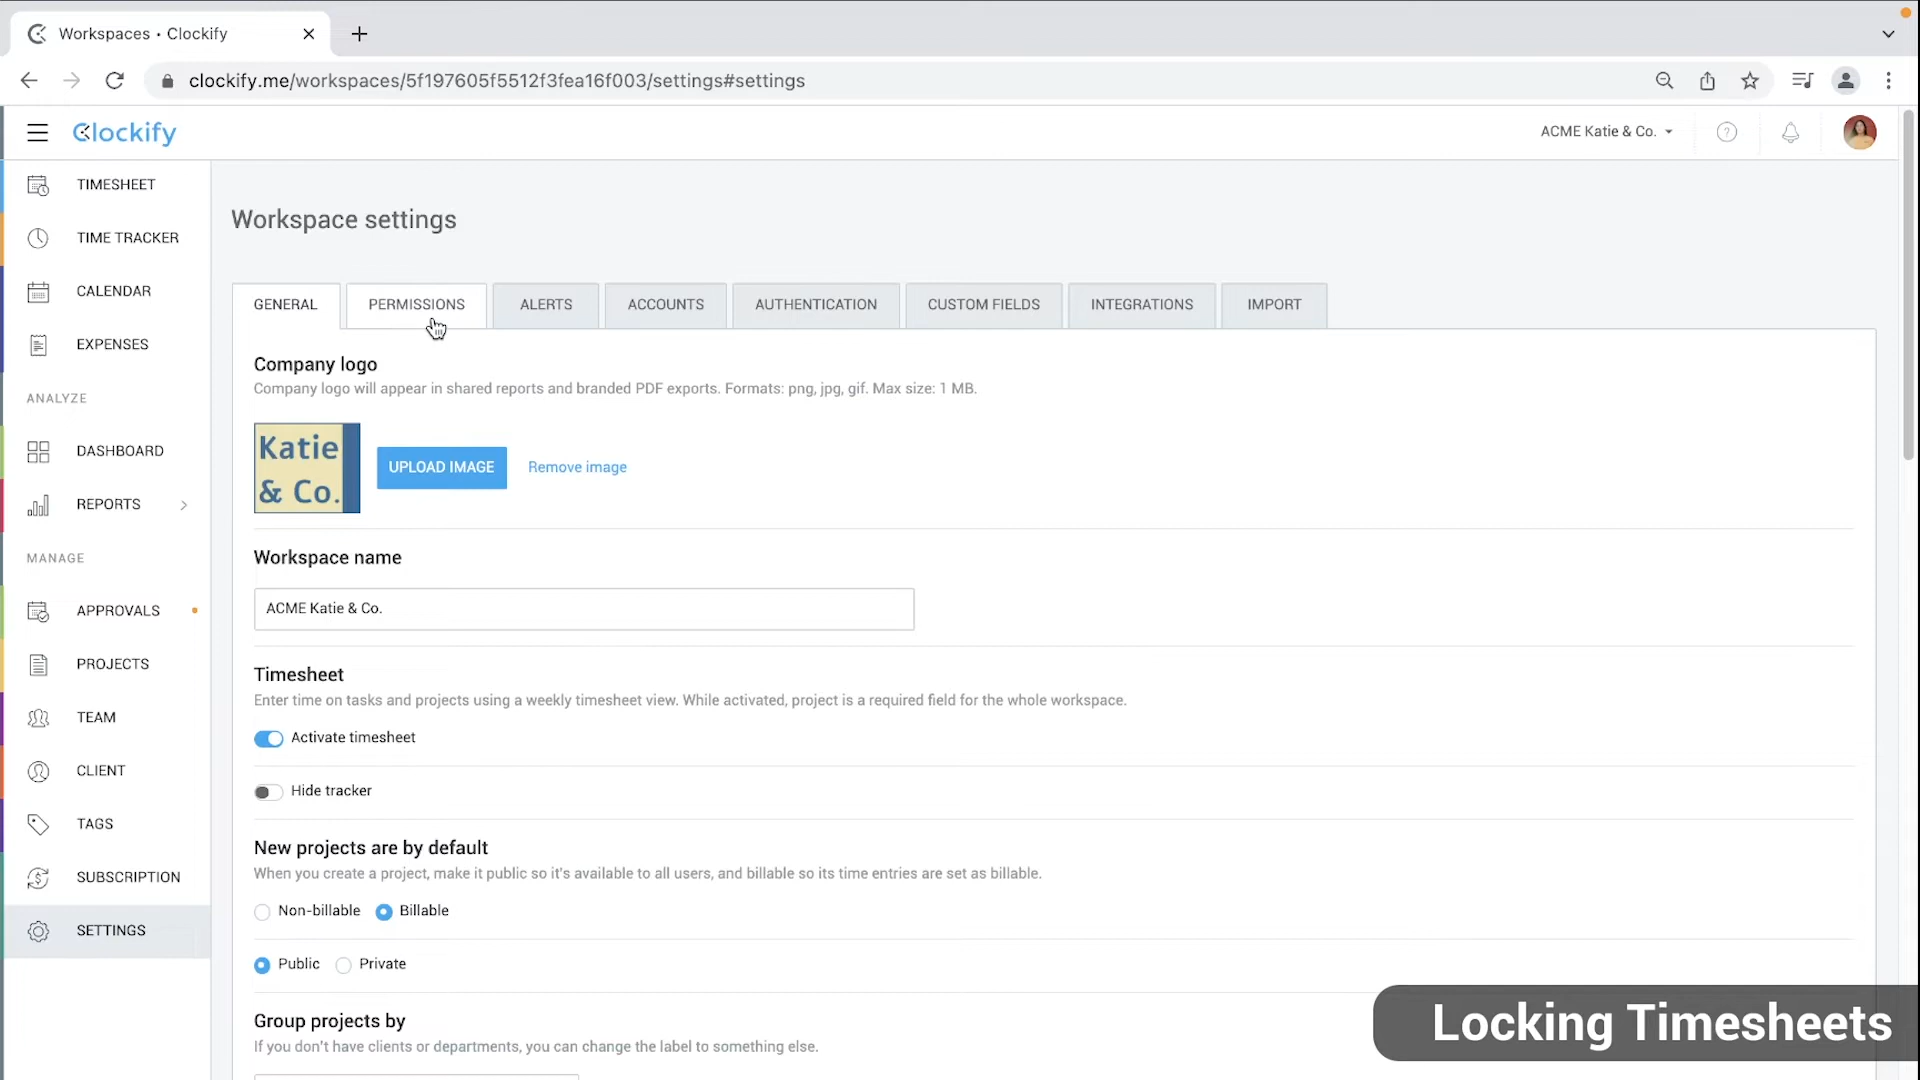 Workspaces • Clockify
clockify.me/workspaces/5f197605f5512f3fea16f003/settings#settings
Clockify
ACME Katie & Co.
TIMESHEET
TIME TRACKER
CALENDAR
EXPENSES
ANALYZE
DASHBOARD
REPORTS
MANAGE
APPROVALS
PROJECTS
TEAM
CLIENT
TAGS
SUBSCRIPTION
SETTINGS
Workspace settings
GENERAL PERMISSIONS ALERTS ACCOUNTS AUTHENTICATION CUSTOM FIELDS INTEGRATIONS IMPORT
Company logo
Company logo will appear in shared reports and branded PDF exports. Formats: png, jpg, gif. Max size: 1 MB.
Katie
& Co.
UPLOAD IMAGE Remove image
Workspace name
ACME Katie & Co.
Timesheet
Enter time on tasks and projects using a weekly timesheet view. While activated, project is a required field for the whole workspace.
Activate timesheet
Hide tracker
New projects are by default
When you create a project, make it public so it's available to all users, and billable so its time entries are set as billable.
Non-billable Billable
Public Private
Group projects by
If you don't have clients or departments, you can change the label to something else.
Locking Timesheets